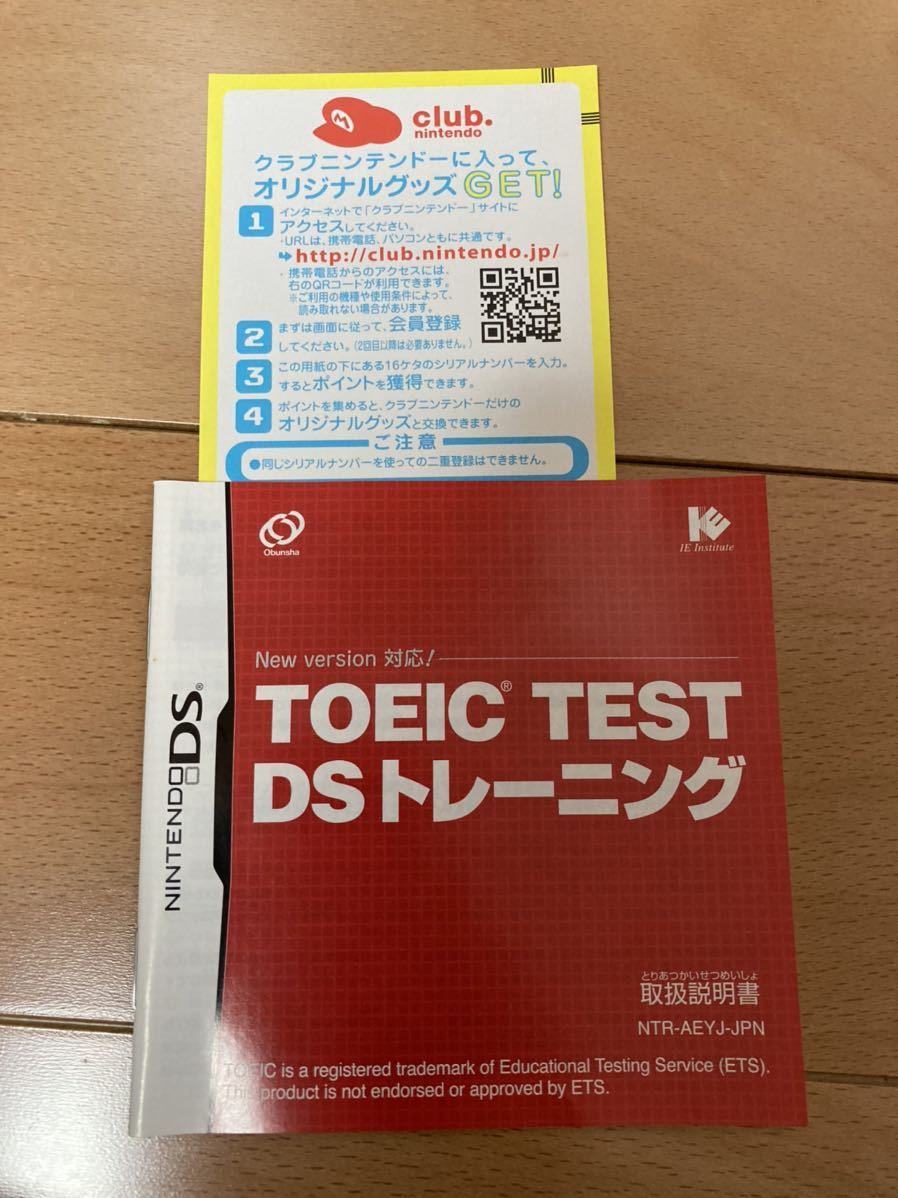 M
club.
nintendo
クラブニンテンドーに入って、
オリジナルグッズGET!
1 インターネットで「クラブニンテンドー」サイトに
アクセスしてください。
・URLは、携帯電話、パソコンともに共通です。
http://club.nintendo.jp/
・携帯電話からのアクセスには、
右のQRコードが利用できます。
※ご利用の機種や使用条件によって、
読み取れない場合があります。
2 まずは画面に従って、会員登録
してください。(2回目以降は必要ありません。)
3 この用紙の下にある16ケタのシリアルナンバーを入力。
するとポイントを獲得できます。
4 ポイントを集めると、クラブニンテンドーだけの
オリジナルグッズと交換できます。
ご注意
●同じシリアルナンバーを使っての二重登録はできません。
Obunsha
IE Institute
New version 対応!
TOEIC® TEST
DSトレーニング
NINTENDO DS®
とりあつかいせつめいしょ
取扱説明書
NTR-AEYJ-JPN
TOEIC is a registered trademark of Educational Testing Service (ETS).
This product is not endorsed or approved by ETS.